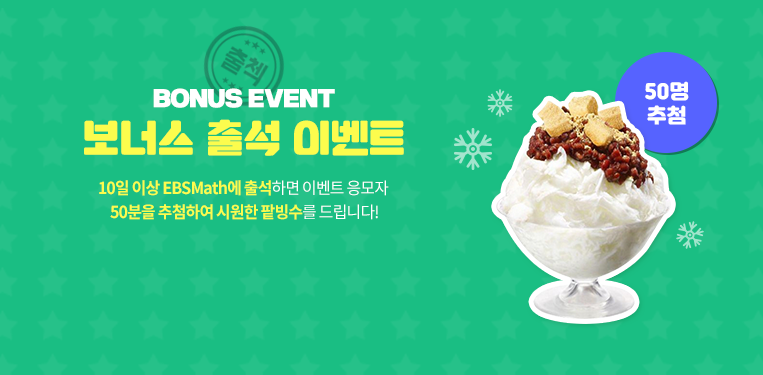 출첵
BONUS EVENT
보너스 출석 이벤트
10일 이상 EBSMath에 출석하면 이벤트 응모자
50분을 추첨하여 시원한 팥빙수를 드립니다!
50명
추첨